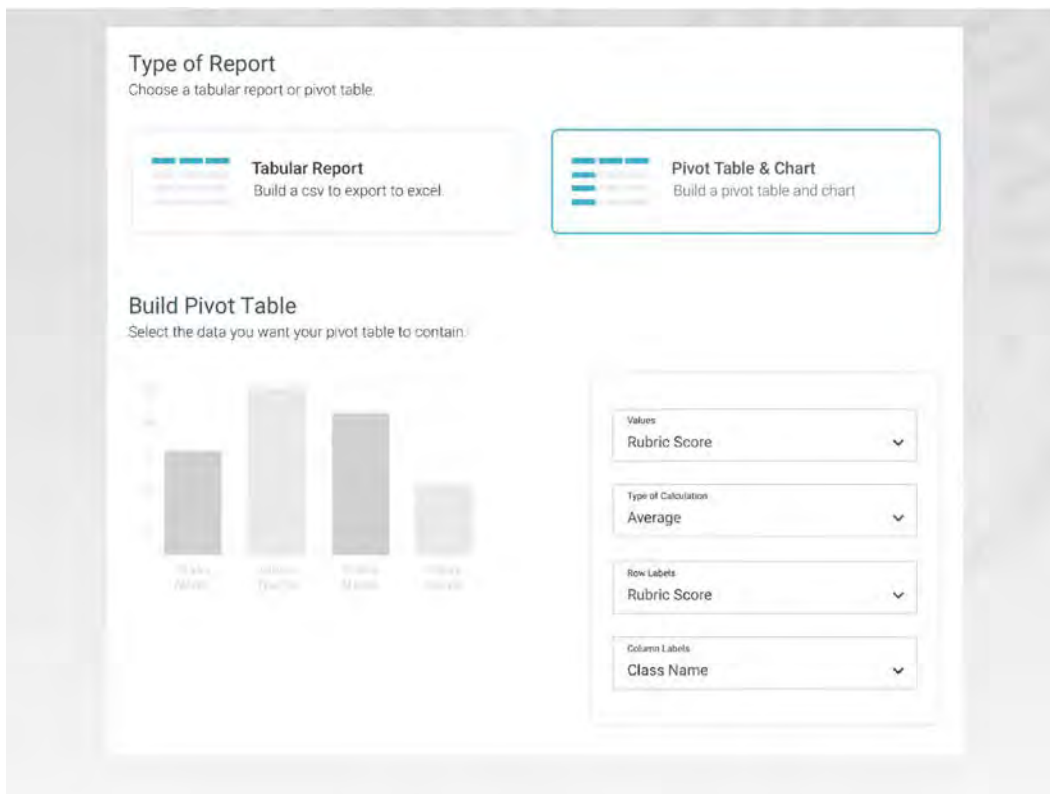 Type of Report
Choose a tabular report or pivot table.
Tabular Report
Build a csv to export to excel.
Pivot Table & Chart
Build a pivot table and chart
Build Pivot Table
Select the data you want your pivot table to contain.
Values
Rubric Score
Type of Calculation
Average
Row Labels
Rubric Score
Column Labels
Class Name